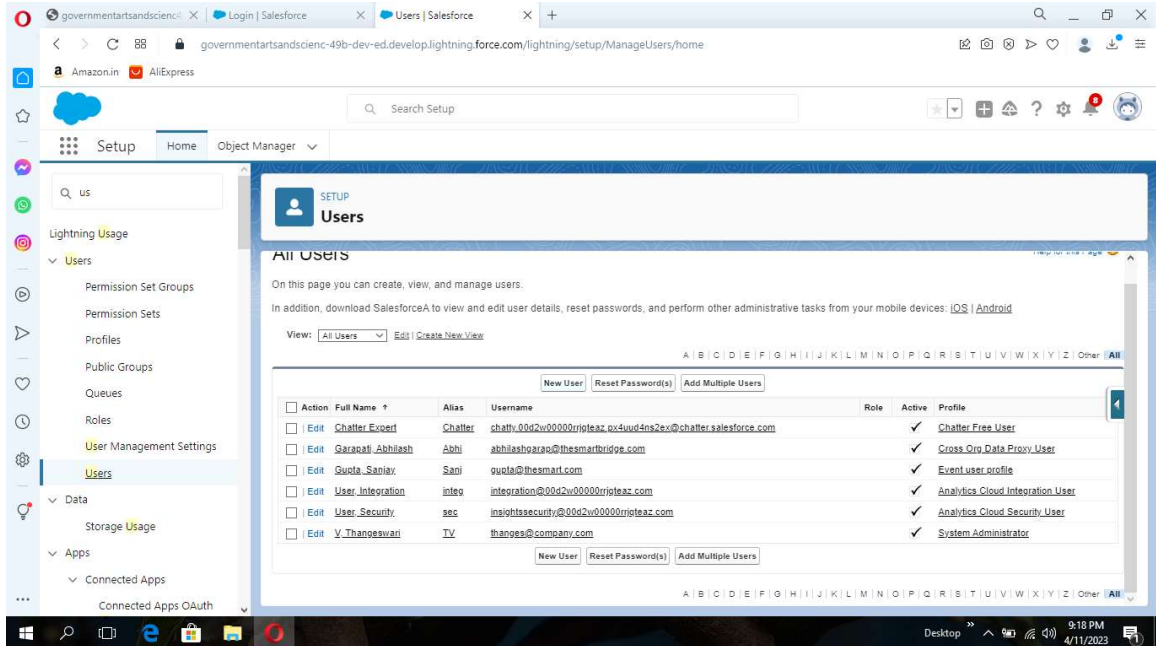 governmentartsandscience
Login | Salesforce
Users | Salesforce
governmentartsandscienc-49b-dev-ed.develop.lightning.force.com/lightning/setup/ManageUsers/home
a Amazon.in AliExpress
Search Setup
8
Setup Home Object Manager
us
Lightning Usage
Users
Permission Set Groups
Permission Sets
Profiles
Public Groups
Queues
Roles
User Management Settings
Users
Data
Storage Usage
Apps
Connected Apps
Connected Apps OAuth
SETUP
Users
All Users
Help for this Page
On this page you can create, view, and manage users.
In addition, download SalesforceA to view and edit user details, reset passwords, and perform other administrative tasks from your mobile devices: iOS | Android
View: All Users Edit | Create New View
A | B | C | D | E | F | G | H | I | J | K | L | M | N | O | P | Q | R | S | T | U | V | W | X | Y | Z | Other All
New User Reset Password(s) Add Multiple Users
Action Full Name ↑ Alias Username Role Active Profile
| Edit Chatter Expert Chatter chatty.00d2w00000rrjqteaz.px4uud4ns2ex@chatter.salesforce.com ✓ Chatter Free User
| Edit Garapati, Abhilash Abhi abhilashgarap@thesmartbridge.com ✓ Cross Org Data Proxy User
| Edit Gupta, Sanjay Sanj gupta@thesmart.com ✓ Event user profile
| Edit User, Integration integ integration@00d2w00000rrjqteaz.com ✓ Analytics Cloud Integration User
| Edit User, Security sec insightssecurity@00d2w00000rrjqteaz.com ✓ Analytics Cloud Security User
| Edit V, Thangeswari TV thanges@company.com ✓ System Administrator
New User Reset Password(s) Add Multiple Users
A | B | C | D | E | F | G | H | I | J | K | L | M | N | O | P | Q | R | S | T | U | V | W | X | Y | Z | Other All
Desktop
9:18 PM
4/11/2023